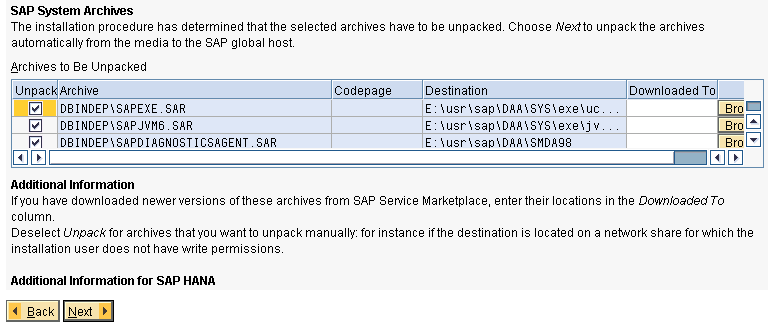 SAP System Archives
The installation procedure has determined that the selected archives have to be unpacked. Choose Next to unpack the archives
automatically from the media to the SAP global host.
Archives to Be Unpacked
Unpack Archive Codepage Destination Downloaded To
DBINDEP\SAPEXE.SAR E:\usr\sap\DAA\SYS\exe\uc... Bro
DBINDEP\SAPJVM6.SAR E:\usr\sap\DAA\SYS\exe\jv... Bro
DBINDEP\SAPDIAGNOSTICSAGENT.SAR E:\usr\sap\DAA\SMDA98 Bro
Additional Information
If you have downloaded newer versions of these archives from SAP Service Marketplace, enter their locations in the Downloaded To
column.
Deselect Unpack for archives that you want to unpack manually: for instance if the destination is located on a network share for which the
installation user does not have write permissions.
Additional Information for SAP HANA
Back Next